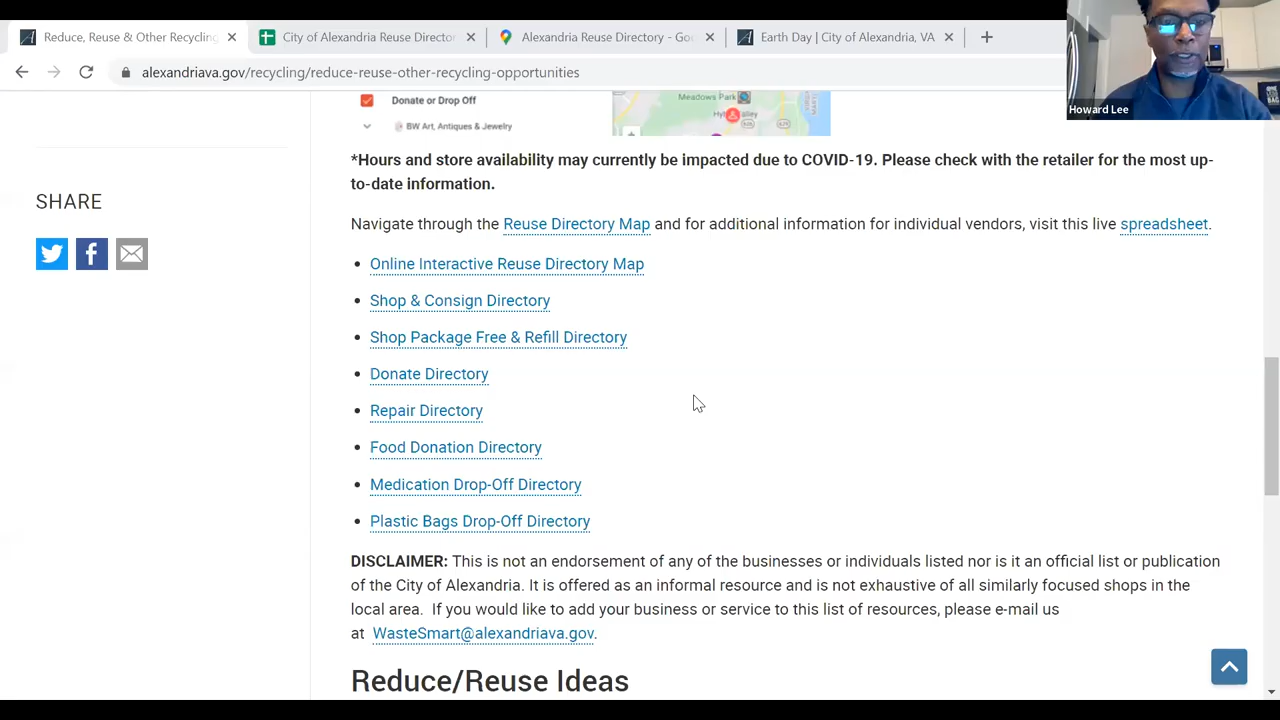 Reduce, Reuse & Other Recycling
City of Alexandria Reuse Director
Alexandria Reuse Directory - Goo
Earth Day | City of Alexandria, VA
alexandriava.gov/recycling/reduce-reuse-other-recycling-opportunities
Howard Lee
Donate or Drop Off
BW Art, Antiques & Jewelry
Meadows Park
*Hours and store availability may currently be impacted due to COVID-19. Please check with the retailer for the most up-
to-date information.
SHARE
Navigate through the Reuse Directory Map and for additional information for individual vendors, visit this live spreadsheet.
Online Interactive Reuse Directory Map
Shop & Consign Directory
Shop Package Free & Refill Directory
Donate Directory
Repair Directory
Food Donation Directory
Medication Drop-Off Directory
Plastic Bags Drop-Off Directory
DISCLAIMER: This is not an endorsement of any of the businesses or individuals listed nor is it an official list or publication
of the City of Alexandria. It is offered as an informal resource and is not exhaustive of all similarly focused shops in the
local area. If you would like to add your business or service to this list of resources, please e-mail us
at WasteSmart@alexandriava.gov.
Reduce/Reuse Ideas